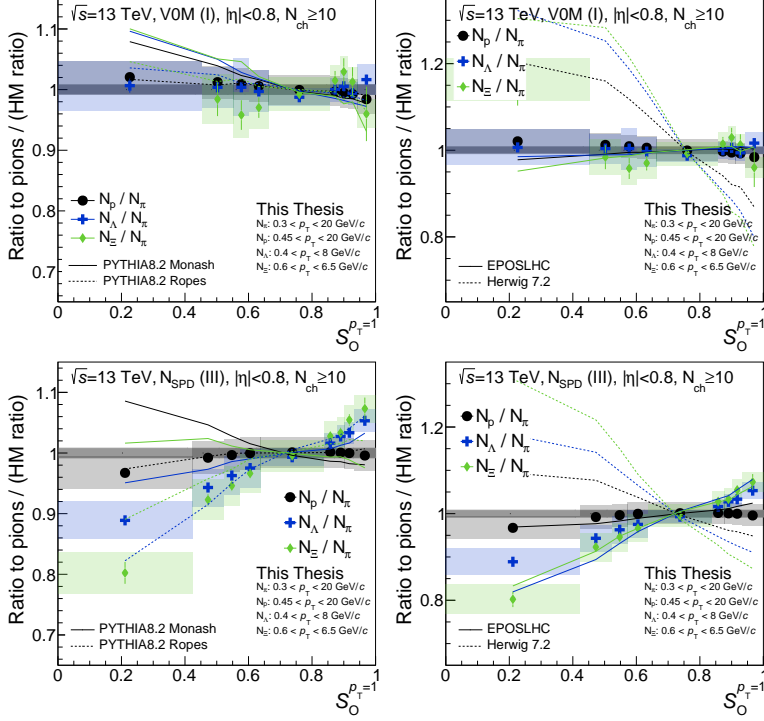 √s=13 TeV, V0M (I), |η|<0.8, N_ch≥10
Ratio to pions / (HM ratio)
1.1
1
0.9
0.8
0.7
N_p / N_π
N_Λ / N_π
N_Ξ / N_π
PYTHIA8.2 Monash
PYTHIA8.2 Ropes
This Thesis
N_π: 0.3 < p_T < 20 GeV/c
N_p: 0.45 < p_T < 20 GeV/c
N_Λ: 0.4 < p_T < 8 GeV/c
N_Ξ: 0.6 < p_T < 6.5 GeV/c
0 0.2 0.4 0.6 0.8 1
S_O^{p_T=1}
√s=13 TeV, V0M (I), |η|<0.8, N_ch≥10
Ratio to pions / (HM ratio)
1.2
1
0.8
N_p / N_π
N_Λ / N_π
N_Ξ / N_π
This Thesis
N_π: 0.3 < p_T < 20 GeV/c
N_p: 0.45 < p_T < 20 GeV/c
N_Λ: 0.4 < p_T < 8 GeV/c
N_Ξ: 0.6 < p_T < 6.5 GeV/c
EPOSLHC
Herwig 7.2
0 0.2 0.4 0.6 0.8 1
S_O^{p_T=1}
√s=13 TeV, N_SPD (III), |η|<0.8, N_ch≥10
Ratio to pions / (HM ratio)
1.1
1
0.9
0.8
0.7
N_p / N_π
N_Λ / N_π
N_Ξ / N_π
This Thesis
N_π: 0.3 < p_T < 20 GeV/c
N_p: 0.45 < p_T < 20 GeV/c
N_Λ: 0.4 < p_T < 8 GeV/c
N_Ξ: 0.6 < p_T < 6.5 GeV/c
PYTHIA8.2 Monash
PYTHIA8.2 Ropes
0 0.2 0.4 0.6 0.8 1
S_O^{p_T=1}
√s=13 TeV, N_SPD (III), |η|<0.8, N_ch≥10
Ratio to pions / (HM ratio)
1.2
1
0.8
N_p / N_π
N_Λ / N_π
N_Ξ / N_π
This Thesis
N_π: 0.3 < p_T < 20 GeV/c
N_p: 0.45 < p_T < 20 GeV/c
N_Λ: 0.4 < p_T < 8 GeV/c
N_Ξ: 0.6 < p_T < 6.5 GeV/c
EPOSLHC
Herwig 7.2
0 0.2 0.4 0.6 0.8 1
S_O^{p_T=1}